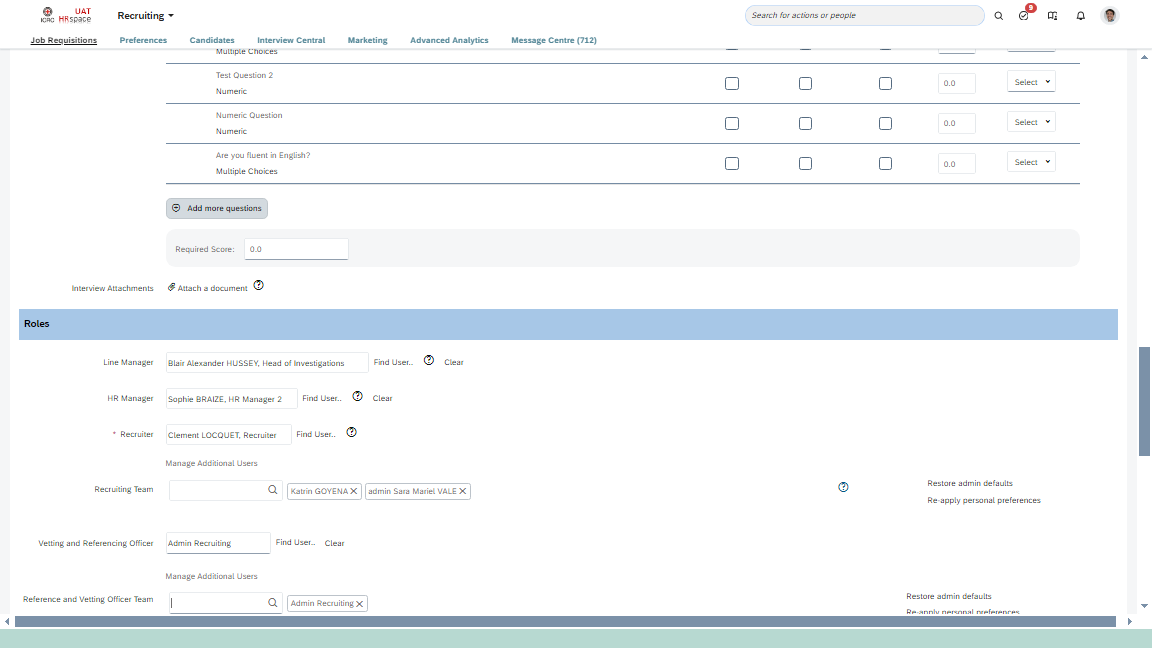 ICRC UAT HRspace Recruiting Search for actions or people 9
Job Requisitions Preferences Candidates Interview Central Marketing Advanced Analytics Message Centre (712)
Multiple Choices
Test Question 2
Numeric 0.0 Select
Numeric Question
Numeric 0.0 Select
Are you fluent in English?
Multiple Choices 0.0 Select
Add more questions
Required Score: 0.0
Interview Attachments Attach a document ?
Roles
Line Manager Blair Alexander HUSSEY, Head of Investigations Find User.. ? Clear
HR Manager Sophie BRAIZE, HR Manager 2 Find User.. ? Clear
* Recruiter Clement LOCQUET, Recruiter Find User.. ?
Manage Additional Users
Recruiting Team Katrin GOYENA admin Sara Mariel VALE ? Restore admin defaults
Re-apply personal preferences
Vetting and Referencing Officer Admin Recruiting Find User.. Clear
Manage Additional Users
Reference and Vetting Officer Team Admin Recruiting Restore admin defaults
Re-apply personal preferences